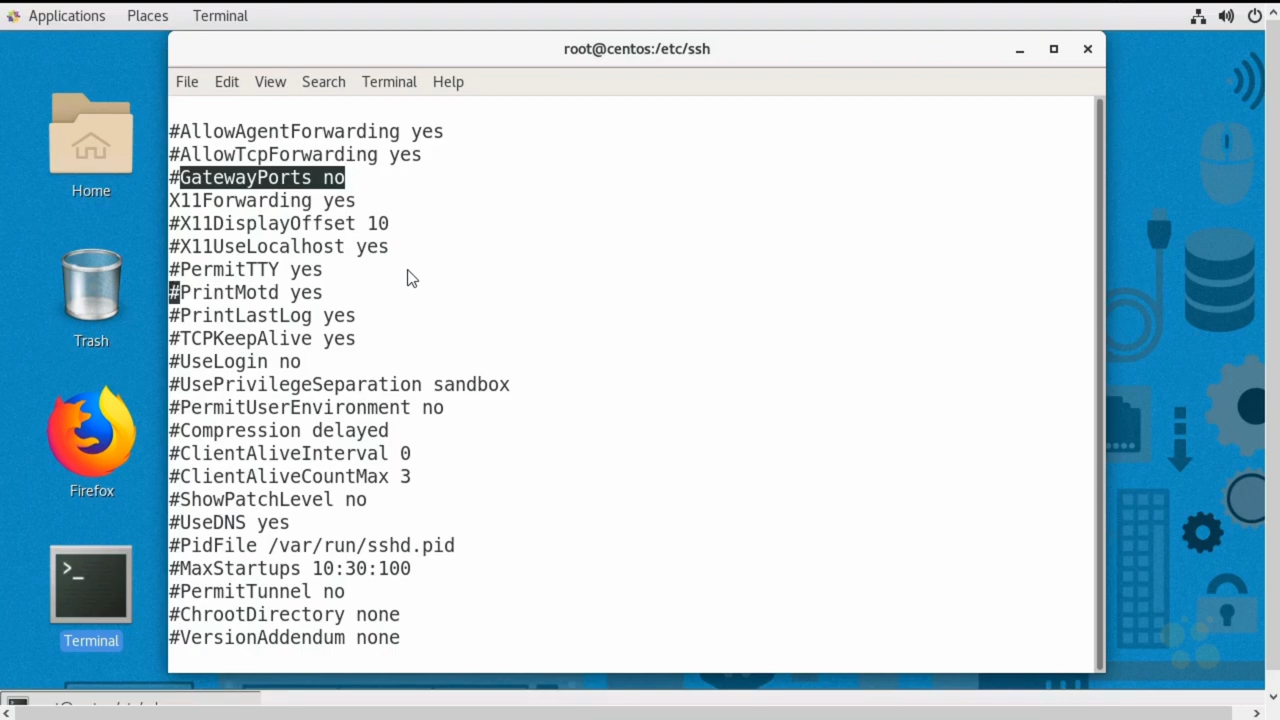 Applications Places Terminal
root@centos:/etc/ssh
File Edit View Search Terminal Help
#AllowAgentForwarding yes
#AllowTcpForwarding yes
#GatewayPorts no
X11Forwarding yes
#X11DisplayOffset 10
#X11UseLocalhost yes
#PermitTTY yes
#PrintMotd yes
#PrintLastLog yes
#TCPKeepAlive yes
#UseLogin no
#UsePrivilegeSeparation sandbox
#PermitUserEnvironment no
#Compression delayed
#ClientAliveInterval 0
#ClientAliveCountMax 3
#ShowPatchLevel no
#UseDNS yes
#PidFile /var/run/sshd.pid
#MaxStartups 10:30:100
#PermitTunnel no
#ChrootDirectory none
#VersionAddendum none
Home
Trash
Firefox
Terminal